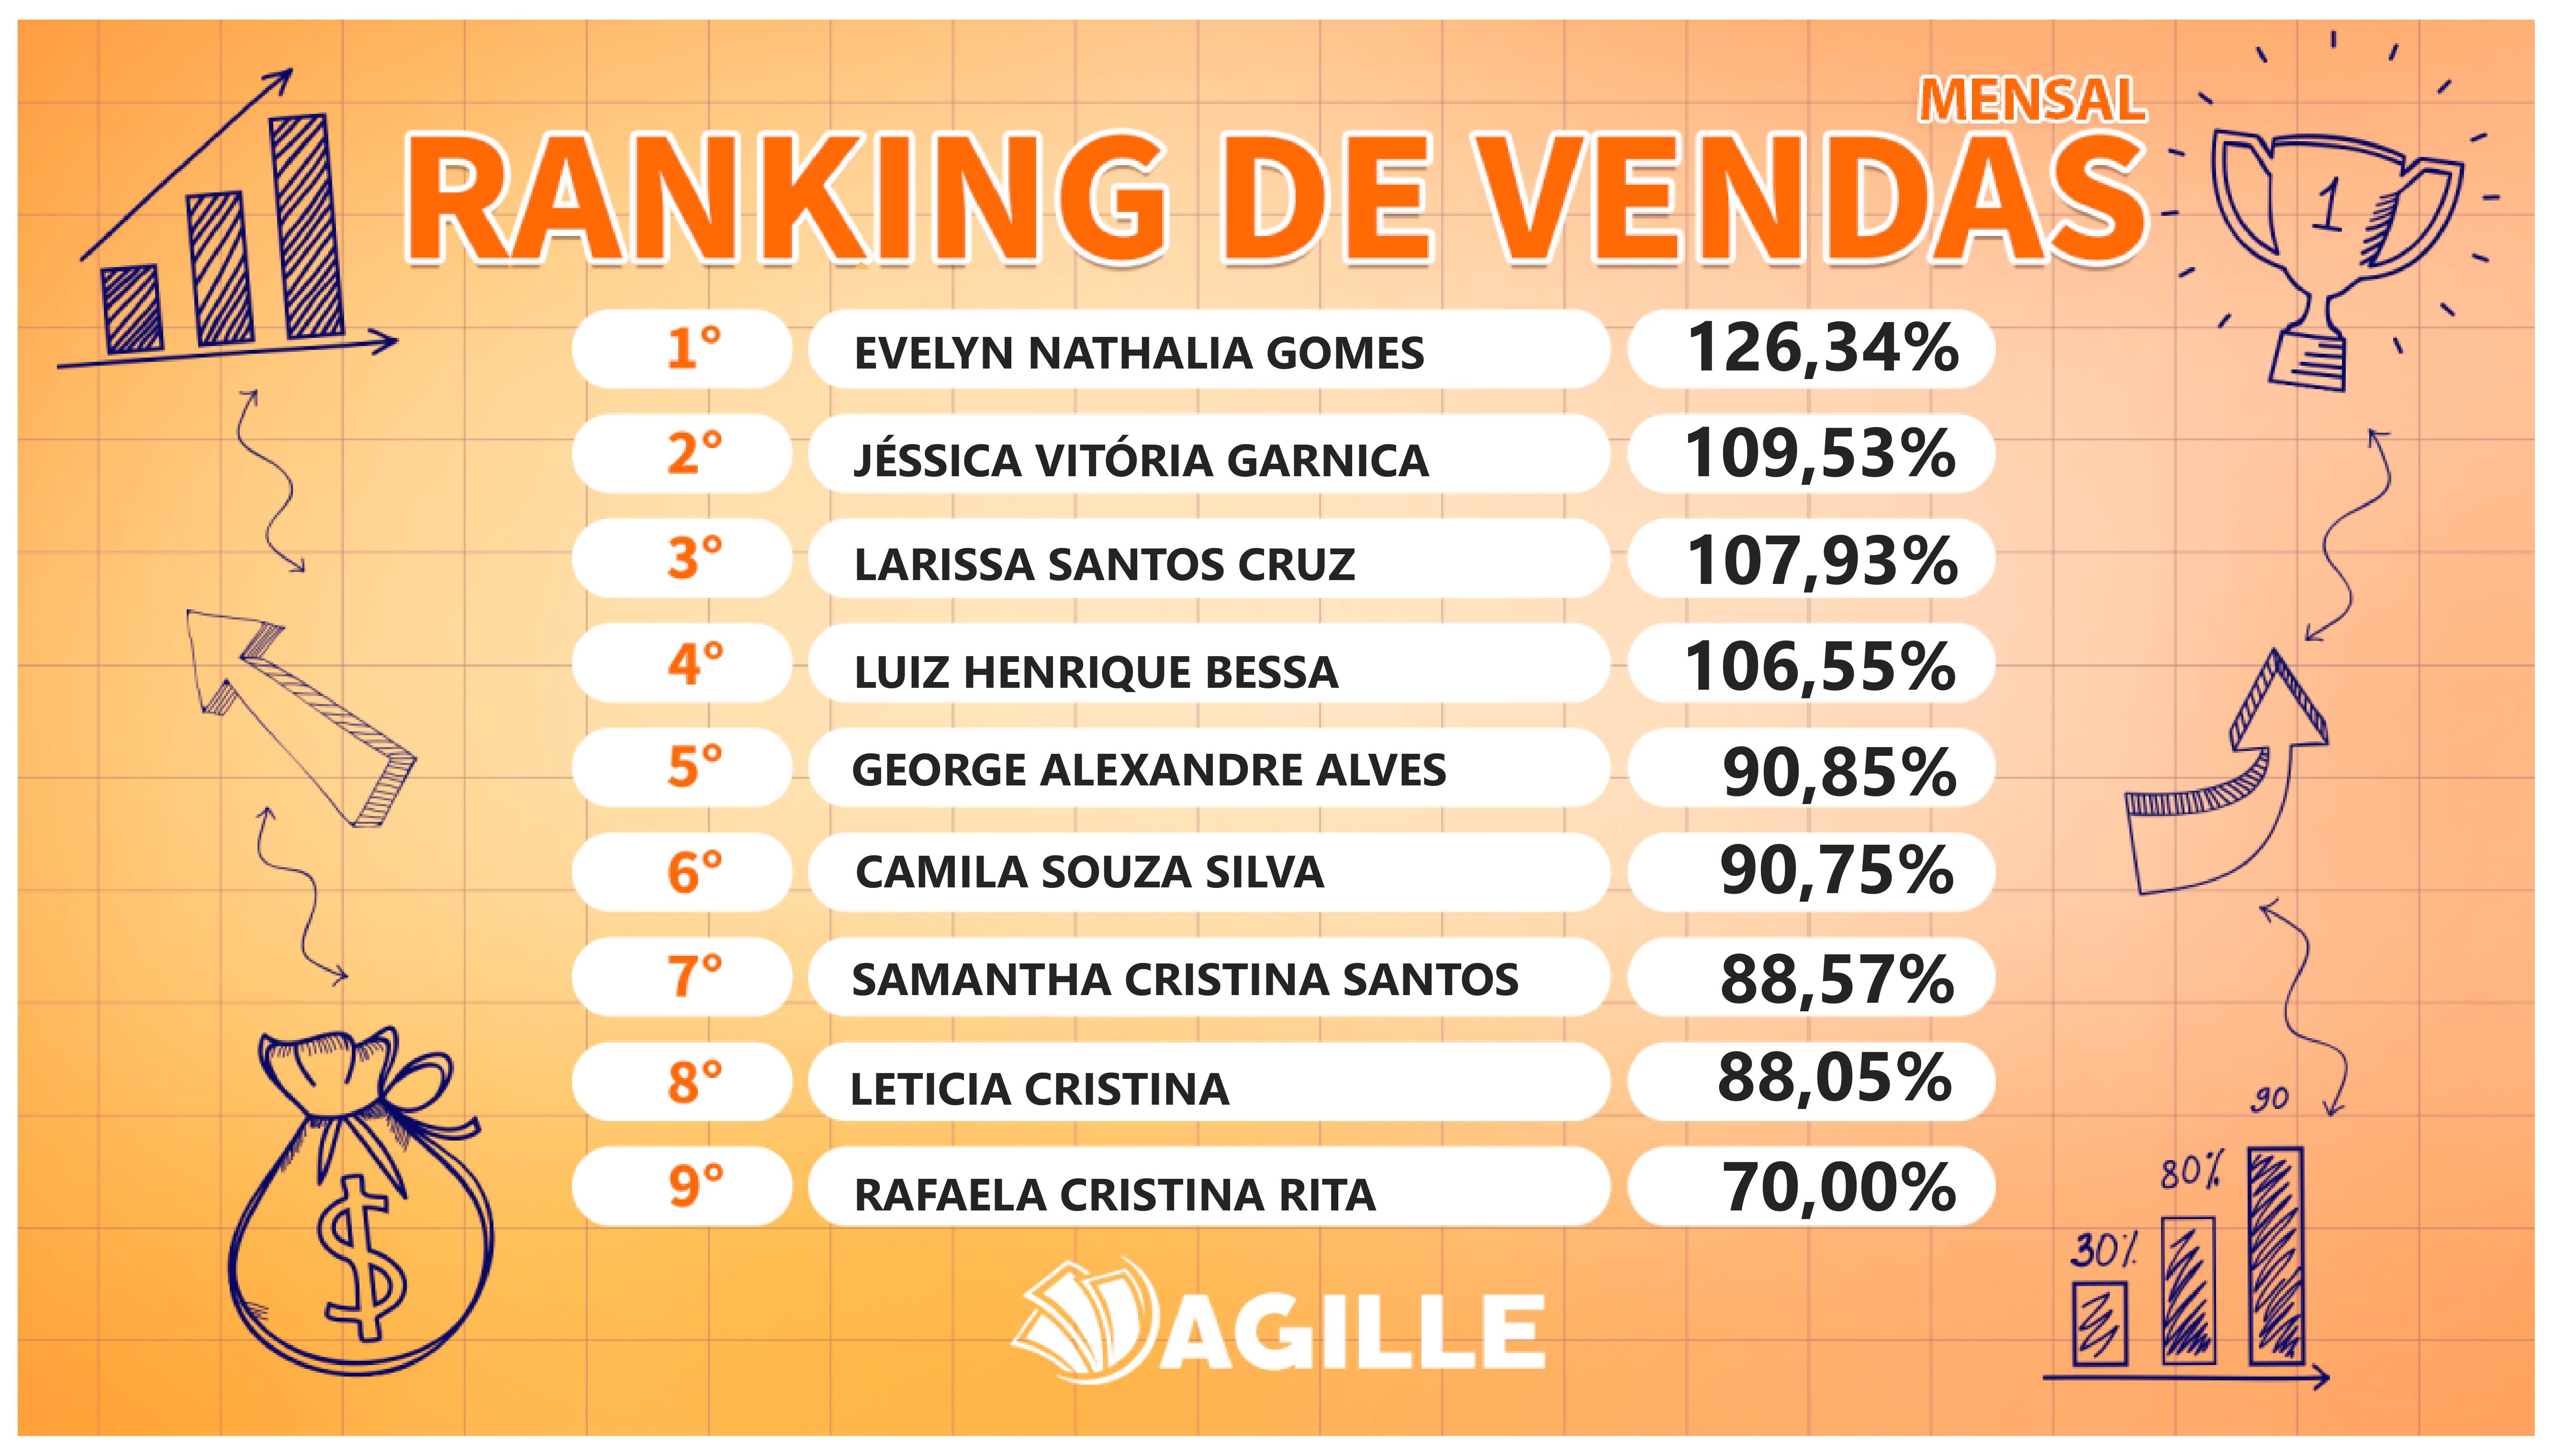 MENSAL
RANKING DE VENDAS
1
1° EVELYN NATHALIA GOMES 126,34%
2° JÉSSICA VITÓRIA GARNICA 109,53%
3° LARISSA SANTOS CRUZ 107,93%
4° LUIZ HENRIQUE BESSA 106,55%
5° GEORGE ALEXANDRE ALVES 90,85%
6° CAMILA SOUZA SILVA 90,75%
7° SAMANTHA CRISTINA SANTOS 88,57%
8° LETICIA CRISTINA 88,05%
9° RAFAELA CRISTINA RITA 70,00%
$
30% 80% 90
AGILLE